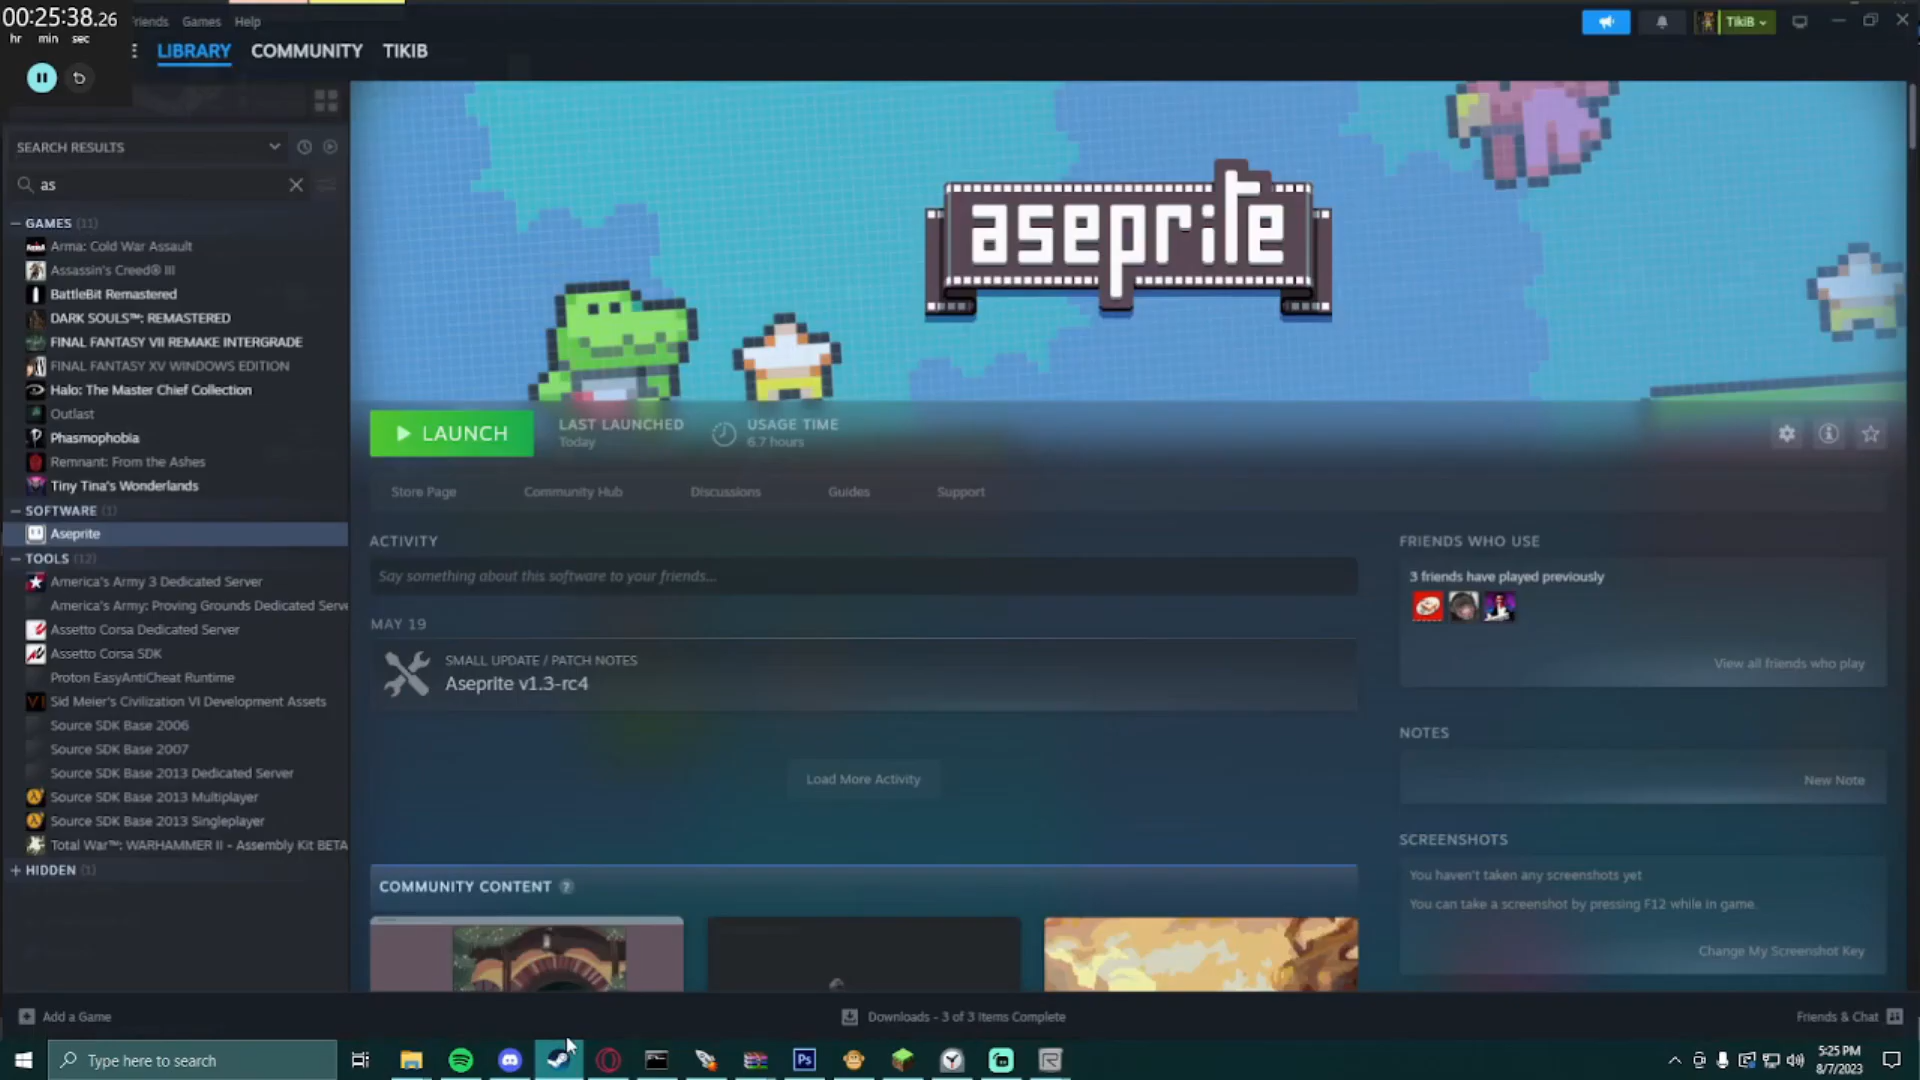 00:25:38.26
hr min sec
Friends Games Help
TikiB
LIBRARY COMMUNITY TIKIB
SEARCH RESULTS
as
GAMES (11)
Arma: Cold War Assault
Assassin's Creed® III
BattleBit Remastered
DARK SOULS™: REMASTERED
FINAL FANTASY VII REMAKE INTERGRADE
FINAL FANTASY XV WINDOWS EDITION
Halo: The Master Chief Collection
Outlast
Phasmophobia
Remnant: From the Ashes
Tiny Tina's Wonderlands
SOFTWARE (1)
Aseprite
TOOLS (12)
America's Army 3 Dedicated Server
America's Army: Proving Grounds Dedicated Serve
Assetto Corsa Dedicated Server
Assetto Corsa SDK
Proton EasyAntiCheat Runtime
Sid Meier's Civilization VI Development Assets
Source SDK Base 2006
Source SDK Base 2007
Source SDK Base 2013 Dedicated Server
Source SDK Base 2013 Multiplayer
Source SDK Base 2013 Singleplayer
Total War™: WARHAMMER II - Assembly Kit BETA
HIDDEN (1)
aseprite
LAUNCH
LAST LAUNCHED
Today
USAGE TIME
6.7 hours
Store Page Community Hub Discussions Guides Support
ACTIVITY
Say something about this software to your friends...
MAY 19
SMALL UPDATE / PATCH NOTES
Aseprite v1.3-rc4
Load More Activity
COMMUNITY CONTENT ?
FRIENDS WHO USE
3 friends have played previously
View all friends who play
NOTES
New Note
SCREENSHOTS
You haven't taken any screenshots yet
You can take a screenshot by pressing F12 while in game.
Change My Screenshot Key
Add a Game
Downloads - 3 of 3 Items Complete
Friends & Chat
Type here to search
Ps
5:25 PM
8/7/2023